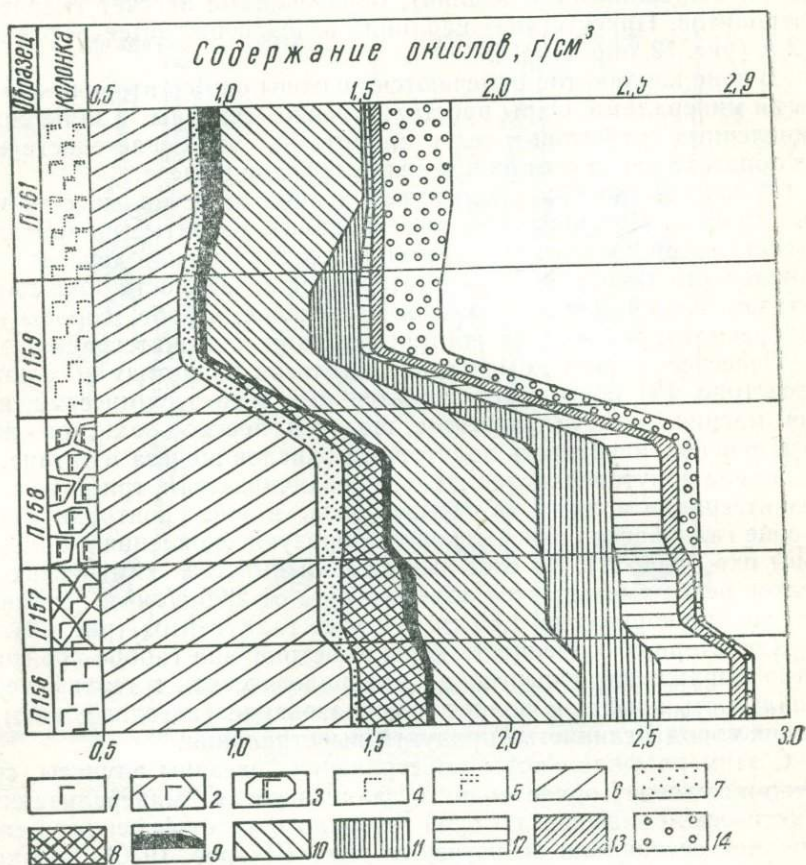 Содержание окислов, г/см³
Образец
колонка
0,5 1,0 1,5 2,0 2,5 2,9
П161
П159
П158
П157
П156
0,5 1,0 1,5 2,0 2,5 3,0
1 2 3 4 5 6 7
8 9 10 11 12 13 14